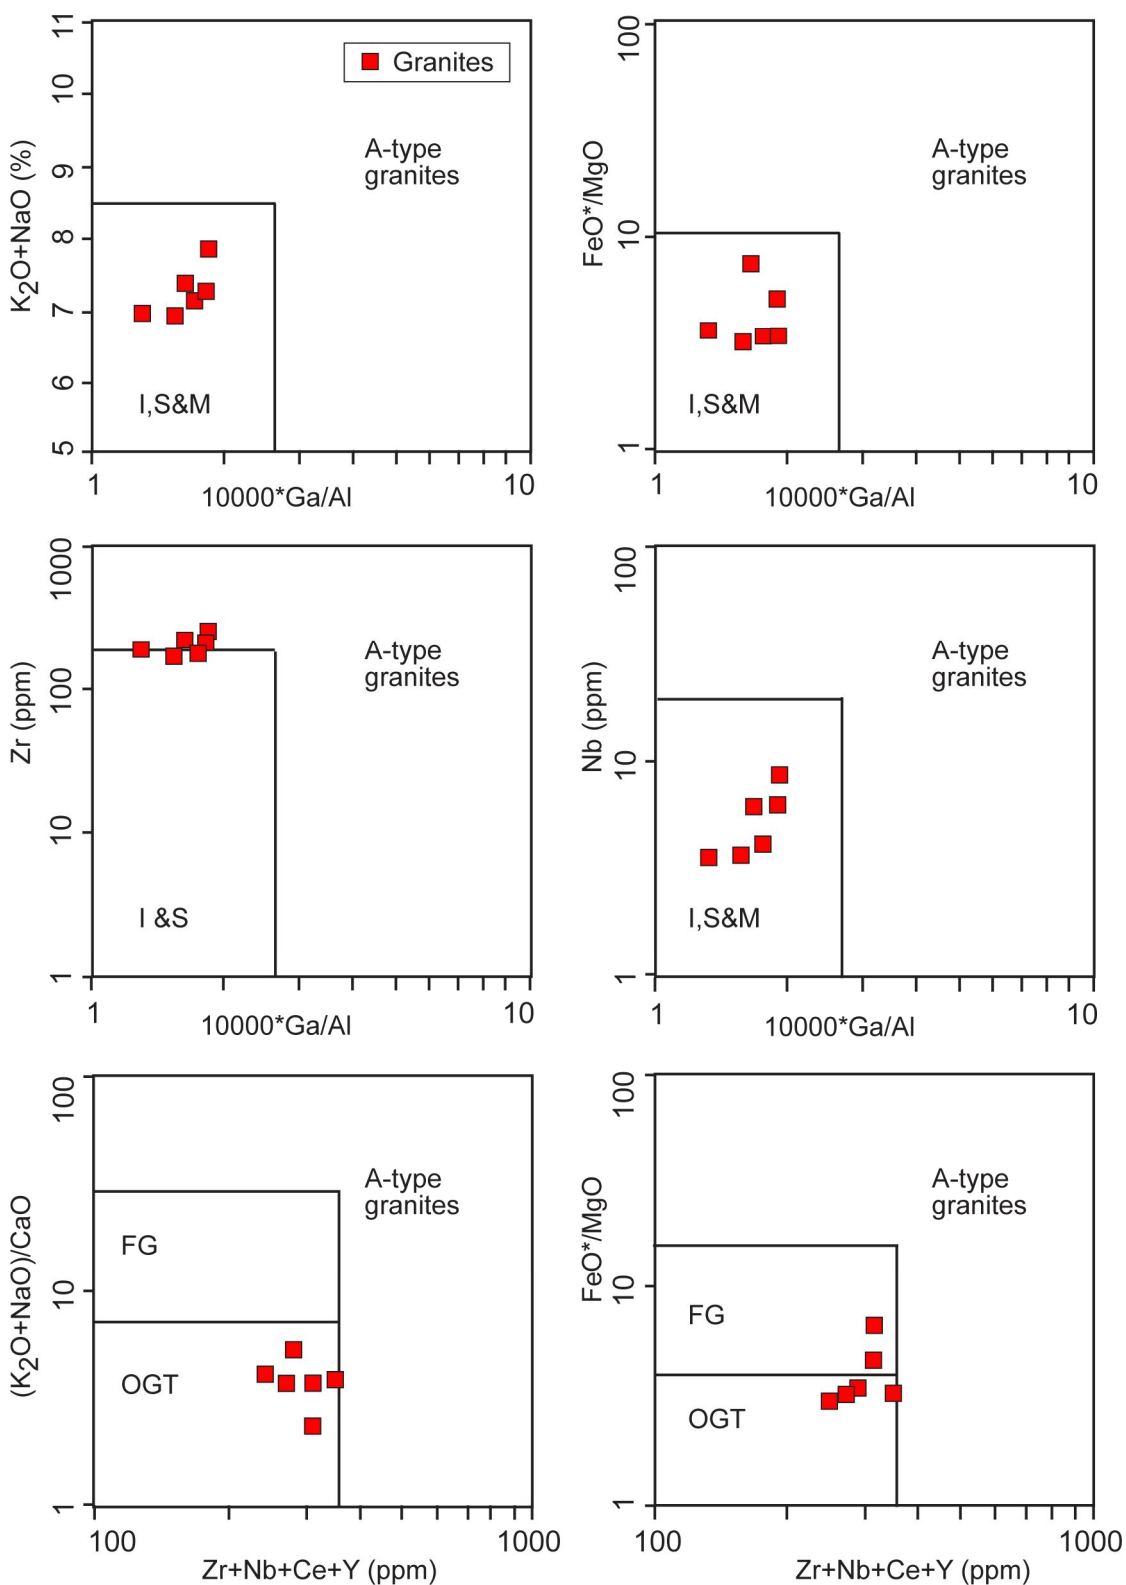 11
10
9
8
7
6
5
K2O+NaO (%)
Granites
A-type
granites
I,S&M
1
10
10000*Ga/Al
100
10
1
FeO*/MgO
A-type
granites
I,S&M
1
10
10000*Ga/Al
1000
100
10
1
Zr (ppm)
A-type
granites
I &S
1
10
10000*Ga/Al
100
10
1
Nb (ppm)
A-type
granites
I,S&M
1
10
10000*Ga/Al
100
10
1
(K2O+NaO)/CaO
A-type
granites
FG
OGT
100
1000
Zr+Nb+Ce+Y (ppm)
100
10
1
FeO*/MgO
A-type
granites
FG
OGT
100
1000
Zr+Nb+Ce+Y (ppm)